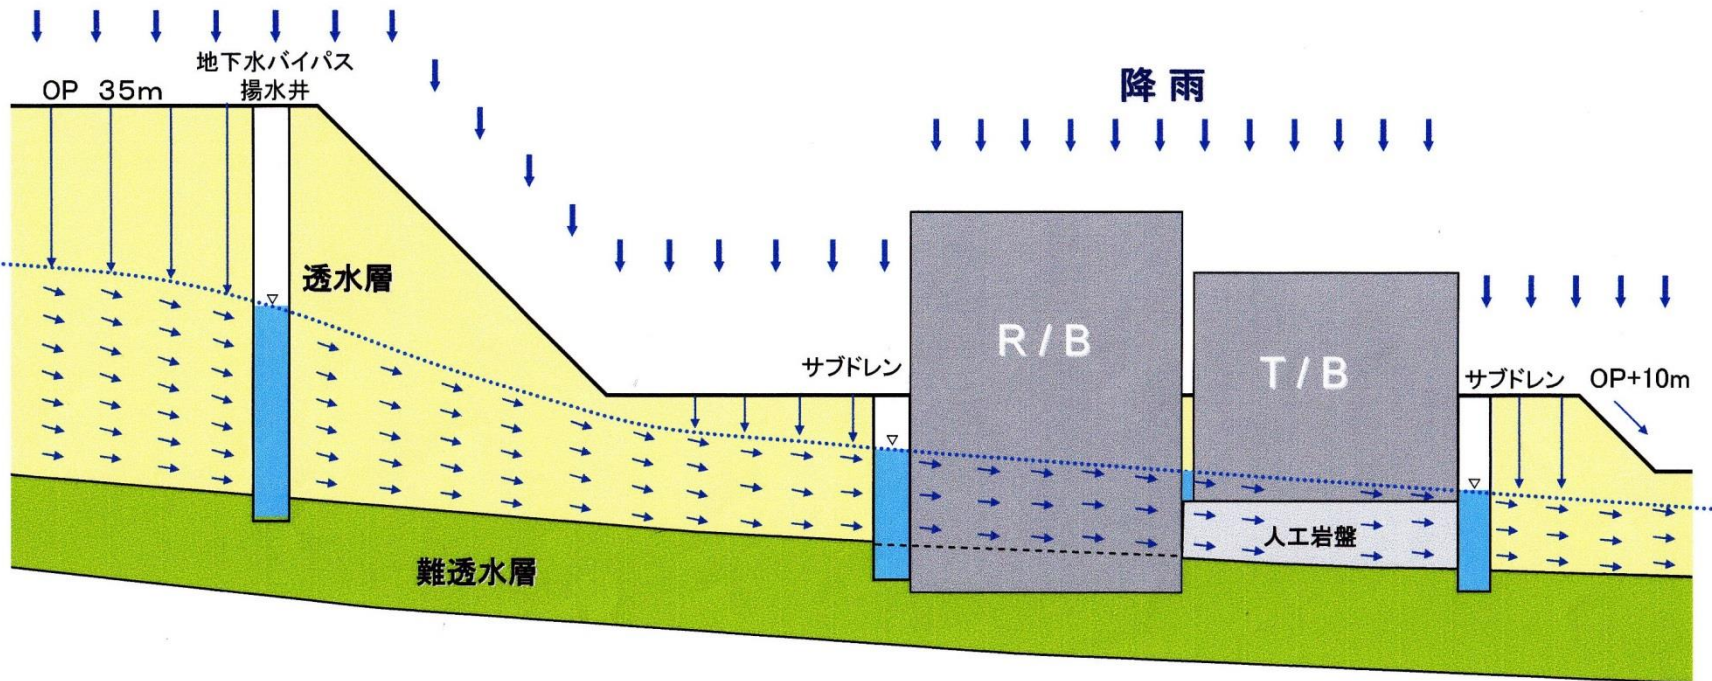 地下水バイパス
揚水井
OP 35m
降雨
透水層
サブドレン
R/B
T/B
サブドレン
OP+10m
人工岩盤
難透水層